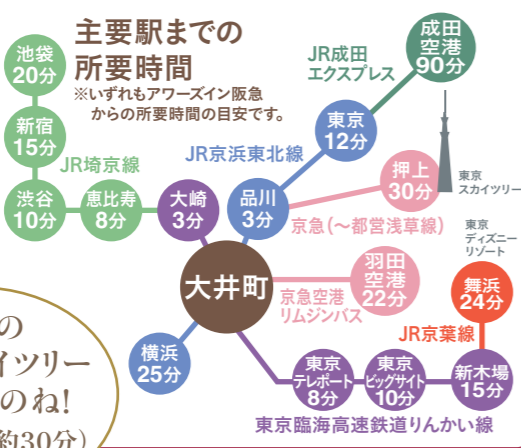 主要駅までの
所要時間
※いずれもアワーズイン阪急
からの所要時間の目安です。
池袋
20分
新宿
15分
渋谷
10分
JR埼京線
恵比寿
8分
大崎
3分
JR京浜東北線
品川
3分
東京
12分
JR成田
エクスプレス
成田
空港
90分
押上
30分
東京
スカイツリー
京急(～都営浅草線)
大井町
羽田
空港
22分
京急空港
リムジンバス
東京
ディズニー
リゾート
舞浜
24分
JR京葉線
横浜
25分
東京
テレポート
8分
東京
ビッグサイト
10分
新木場
15分
東京臨海高速鉄道りんかい線
の
イツリー
のね!
約30分)